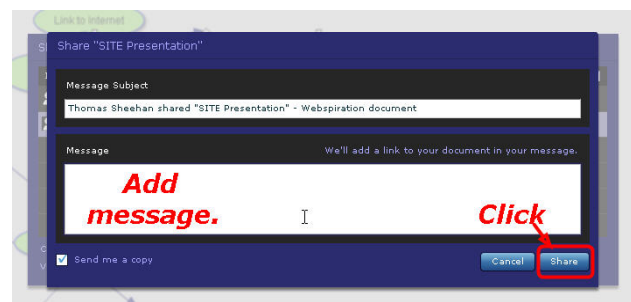 Link to Internet
Share "SITE Presentation"
Message Subject
Thomas Sheehan shared "SITE Presentation" - Webspiration document
Message
We'll add a link to your document in your message.
Add
message.
Click
Send me a copy
Cancel
Share